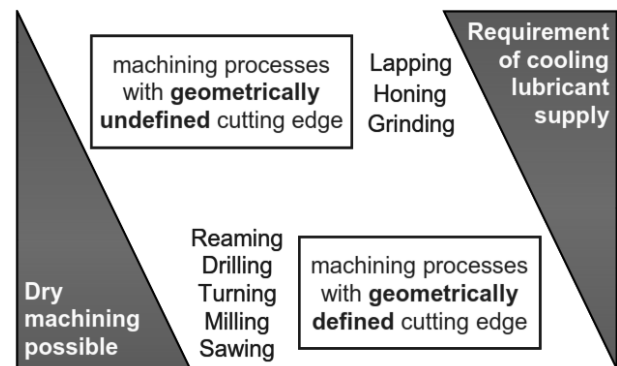 machining processes
with geometrically
undefined cutting edge
Lapping
Honing
Grinding
Requirement
of cooling
lubricant
supply
Reaming
Drilling
Turning
Milling
Sawing
machining processes
with geometrically
defined cutting edge
Dry
machining
possible